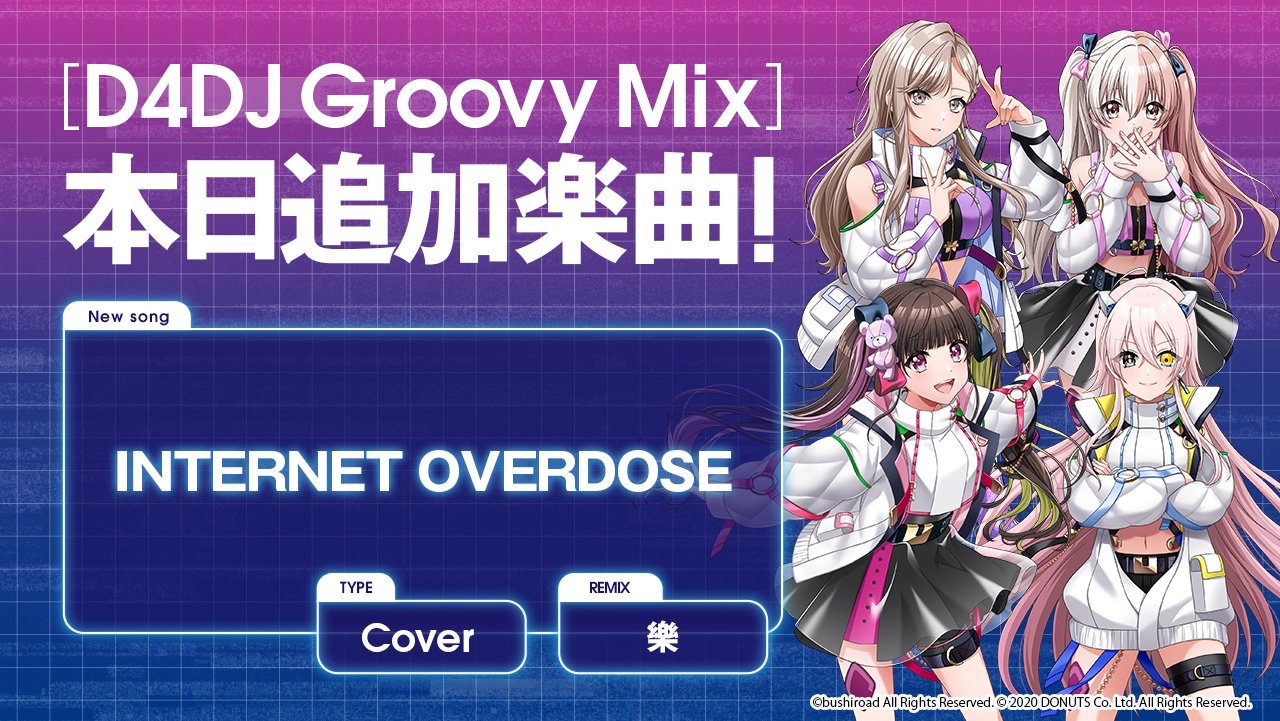 [D4DJ Groovy Mix]
本日追加楽曲!
New song
INTERNET OVERDOSE
TYPE
Cover
REMIX
樂
©bushiroad All Rights Reserved. © 2020 DONUTS Co. Ltd. All Rights Reserved.